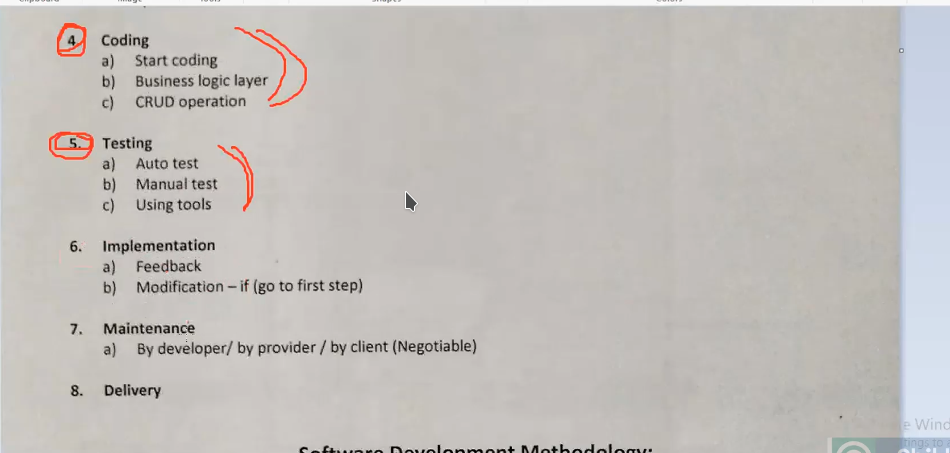 4. Coding
a) Start coding
b) Business logic layer
c) CRUD operation
5. Testing
a) Auto test
b) Manual test
c) Using tools
6. Implementation
a) Feedback
b) Modification – if (go to first step)
7. Maintenance
a) By developer/ by provider / by client (Negotiable)
8. Delivery
Software Development Methodology: